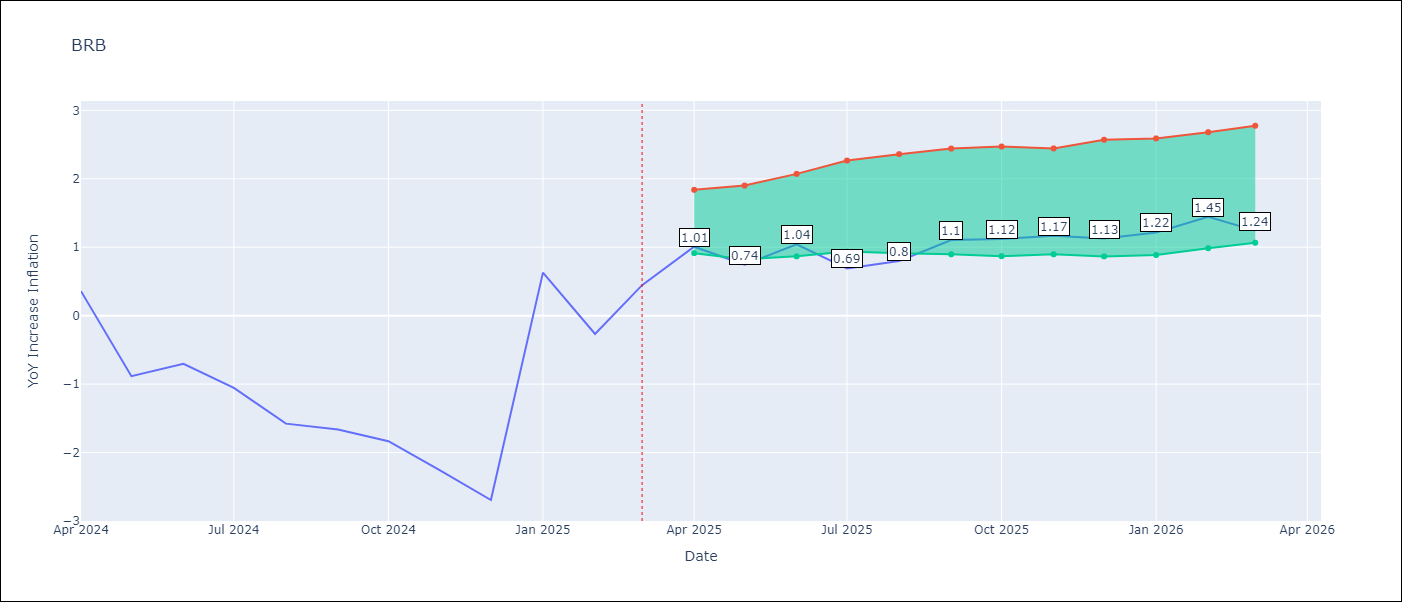 BRB
3
2
1
0
−1
−2
−3
YoY Increase Inflation
1.01
0.74
1.04
0.69
0.8
1.1
1.12
1.17
1.13
1.22
1.45
1.24
Apr 2024
Jul 2024
Oct 2024
Jan 2025
Apr 2025
Jul 2025
Oct 2025
Jan 2026
Apr 2026
Date